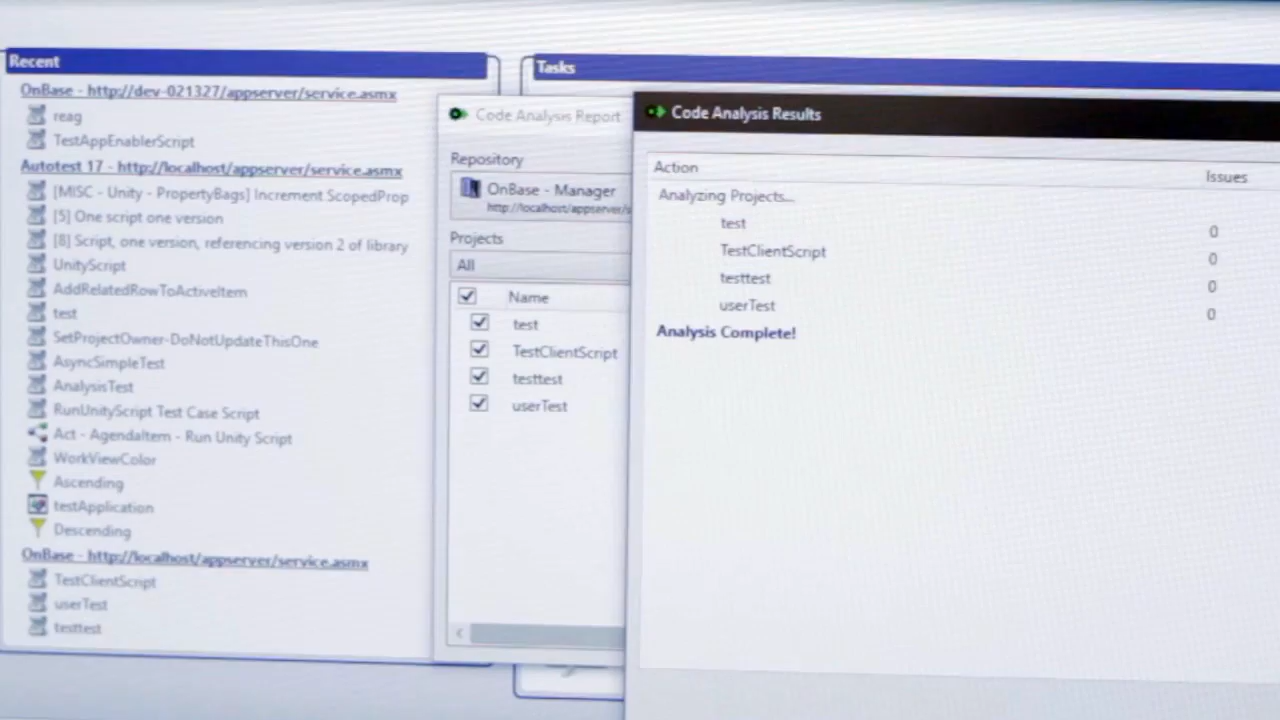 Recent
OnBase - http://dev-021327/appserver/service.asmx
reag
TestAppEnablerScript
Autotest 17 - http://localhost/appserver/service.asmx
[MISC - Unity - PropertyBags] Increment ScopedProp
[5] One script one version
[8] Script, one version, referencing version 2 of library
UnityScript
AddRelatedRowToActiveItem
test
SetProjectOwner-DoNotUpdateThisOne
AsyncSimpleTest
AnalysisTest
RunUnityScript Test Case Script
Act - AgendaItem - Run Unity Script
WorkViewColor
Ascending
testApplication
Descending
OnBase - http://localhost/appserver/service.asmx
TestClientScript
userTest
testtest
Tasks
Code Analysis Report
Repository
OnBase - Manager
http://localhost/appserver/s
Projects
All
Name
test
TestClientScript
testtest
userTest
Code Analysis Results
Action Issues
Analyzing Projects...
test 0
TestClientScript 0
testtest 0
userTest 0
Analysis Complete!